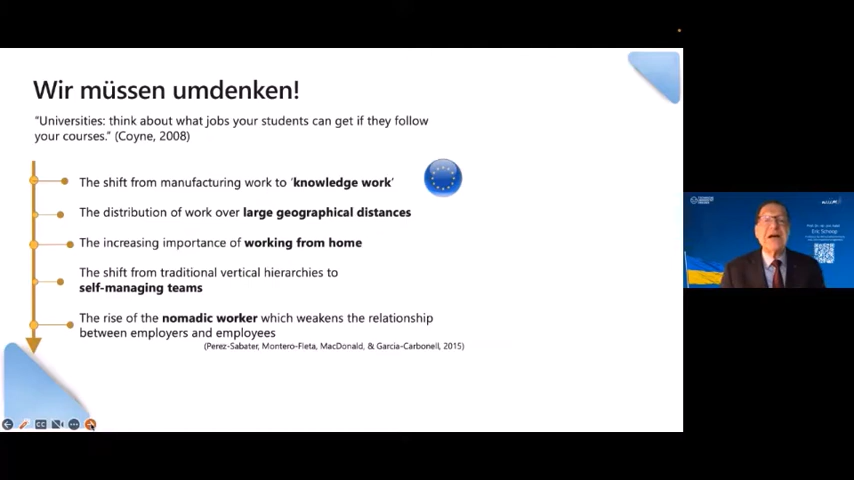 Wir müssen umdenken!
"Universities: think about what jobs your students can get if they follow
your courses." (Coyne, 2008)
The shift from manufacturing work to 'knowledge work'
The distribution of work over large geographical distances
The increasing importance of working from home
The shift from traditional vertical hierarchies to
self-managing teams
The rise of the nomadic worker which weakens the relationship
between employers and employees
(Perez-Sabater, Montero-Fleta, MacDonald, & Garcia-Carbonell, 2015)
CC